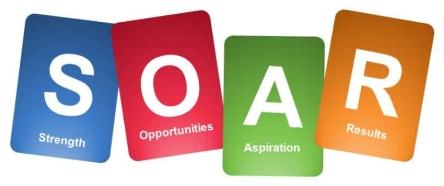 S
Strength
O
Opportunities
A
Aspiration
R
Results